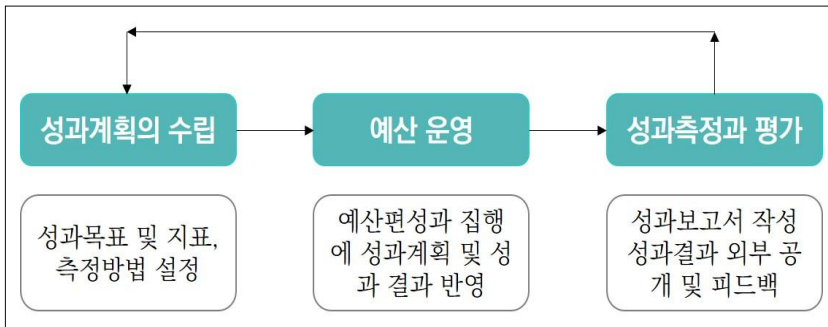 성과계획의 수립
예산 운영
성과측정과 평가
성과목표 및 지표,
측정방법 설정
예산편성과 집행
에 성과계획 및 성
과 결과 반영
성과보고서 작성
성과결과 외부 공
개 및 피드백